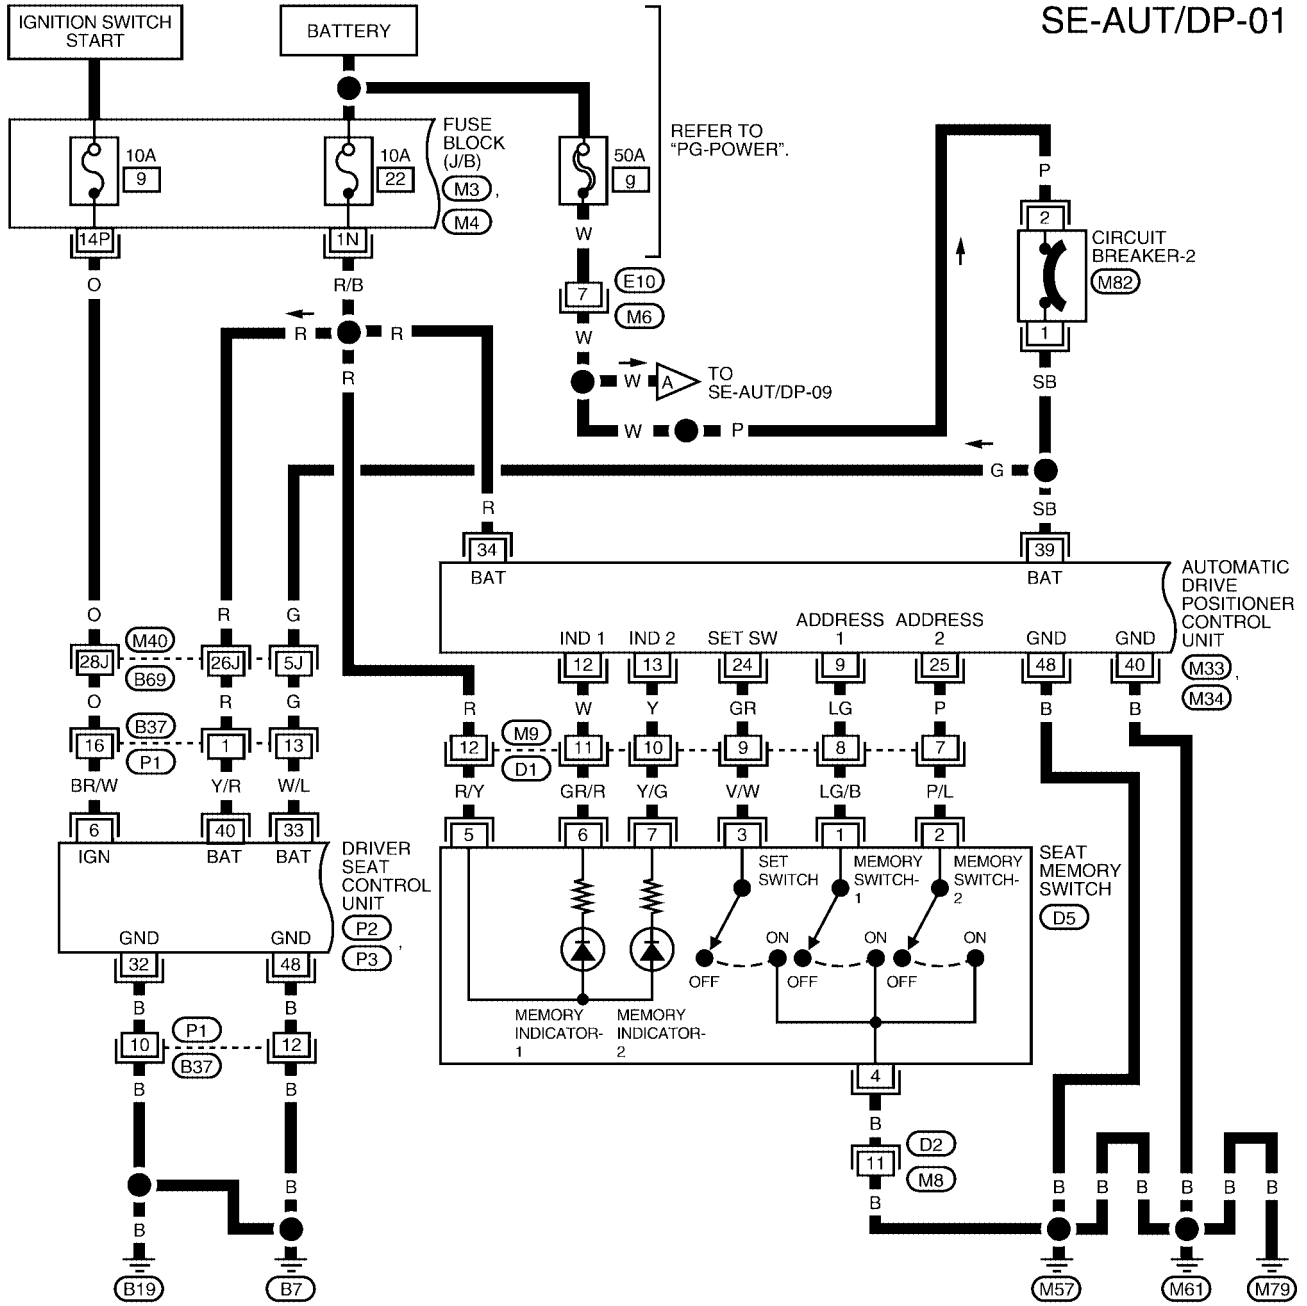 SE-AUT/DP-01
IGNITION SWITCH
START
BATTERY
FUSE
BLOCK
(J/B)
M3 ,
M4
10A
9
10A
22
50A
g
REFER TO
"PG-POWER".
14P
1N
W
P
2
CIRCUIT
BREAKER-2
M82
1
O
R/B
7
E10
M6
W
R
R
R
W
A
TO
SE-AUT/DP-09
SB
W
P
G
R
SB
34
39
BAT
BAT
AUTOMATIC
DRIVE
POSITIONER
CONTROL
UNIT
M33 ,
M34
IND 1
IND 2
SET SW
ADDRESS
1
ADDRESS
2
GND
GND
12
13
24
9
25
48
40
O
R
G
M40
28J
26J
5J
B69
O
R
G
R
W
Y
GR
LG
P
B
B
B37
16
1
13
P1
M9
12
11
10
9
8
7
D1
BR/W
Y/R
W/L
R/Y
GR/R
Y/G
V/W
LG/B
P/L
6
40
33
5
6
7
3
1
2
IGN
BAT
BAT
DRIVER
SEAT
CONTROL
UNIT
P2 ,
P3
SET
SWITCH
MEMORY
SWITCH-
1
MEMORY
SWITCH-
2
SEAT
MEMORY
SWITCH
D5
GND
GND
32
48
OFF
ON
OFF
ON
OFF
ON
MEMORY
INDICATOR-
1
MEMORY
INDICATOR-
2
B
B
P1
10
12
B37
B
B
4
B
D2
11
M8
B
B
B
B
B
B
B
B
B
B19
B7
M57
M61
M79